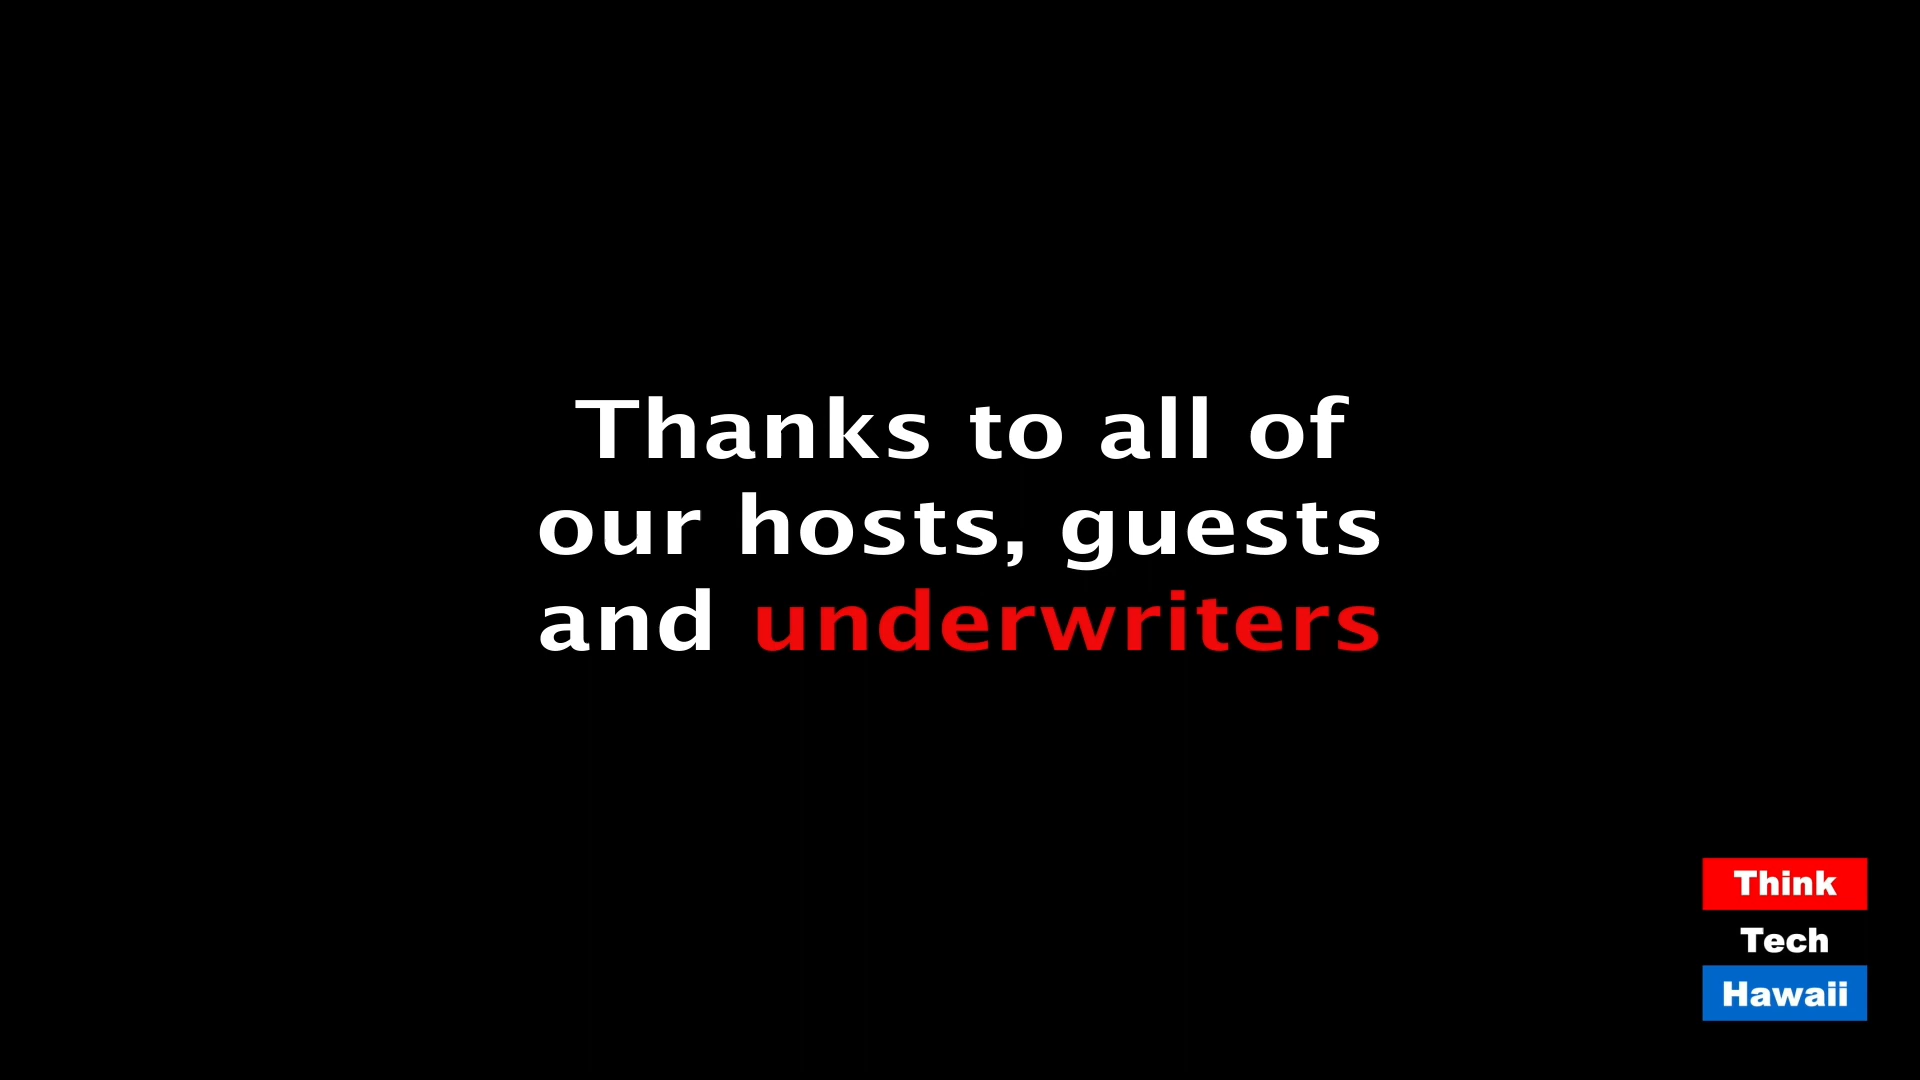 Thanks to all of
our hosts, guests
and underwriters
Think
Tech
Hawaii